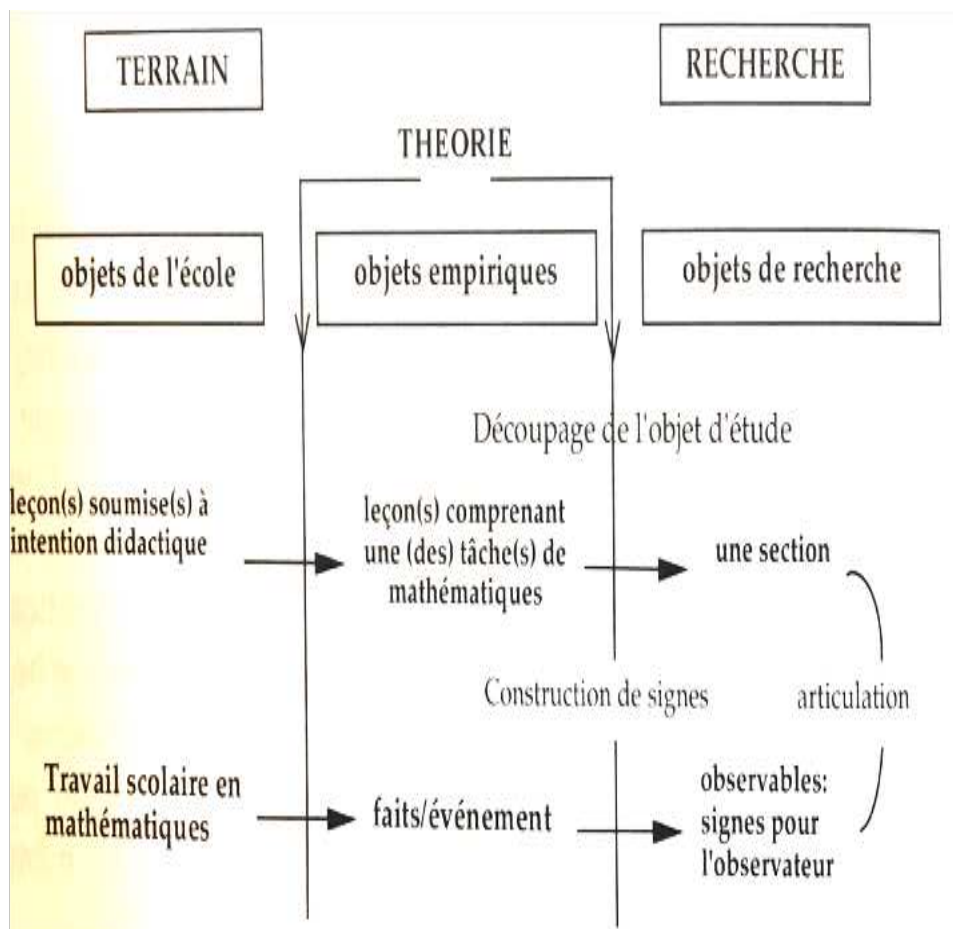 TERRAIN
RECHERCHE
THEORIE
objets de l'école
objets empiriques
objets de recherche
Découpage de l'objet d'étude
leçon(s) soumise(s) à
intention didactique
leçon(s) comprenant
une (des) tâche(s) de
mathématiques
une section
Construction de signes
articulation
Travail scolaire en
mathématiques
faits/événement
observables:
signes pour
l'observateur